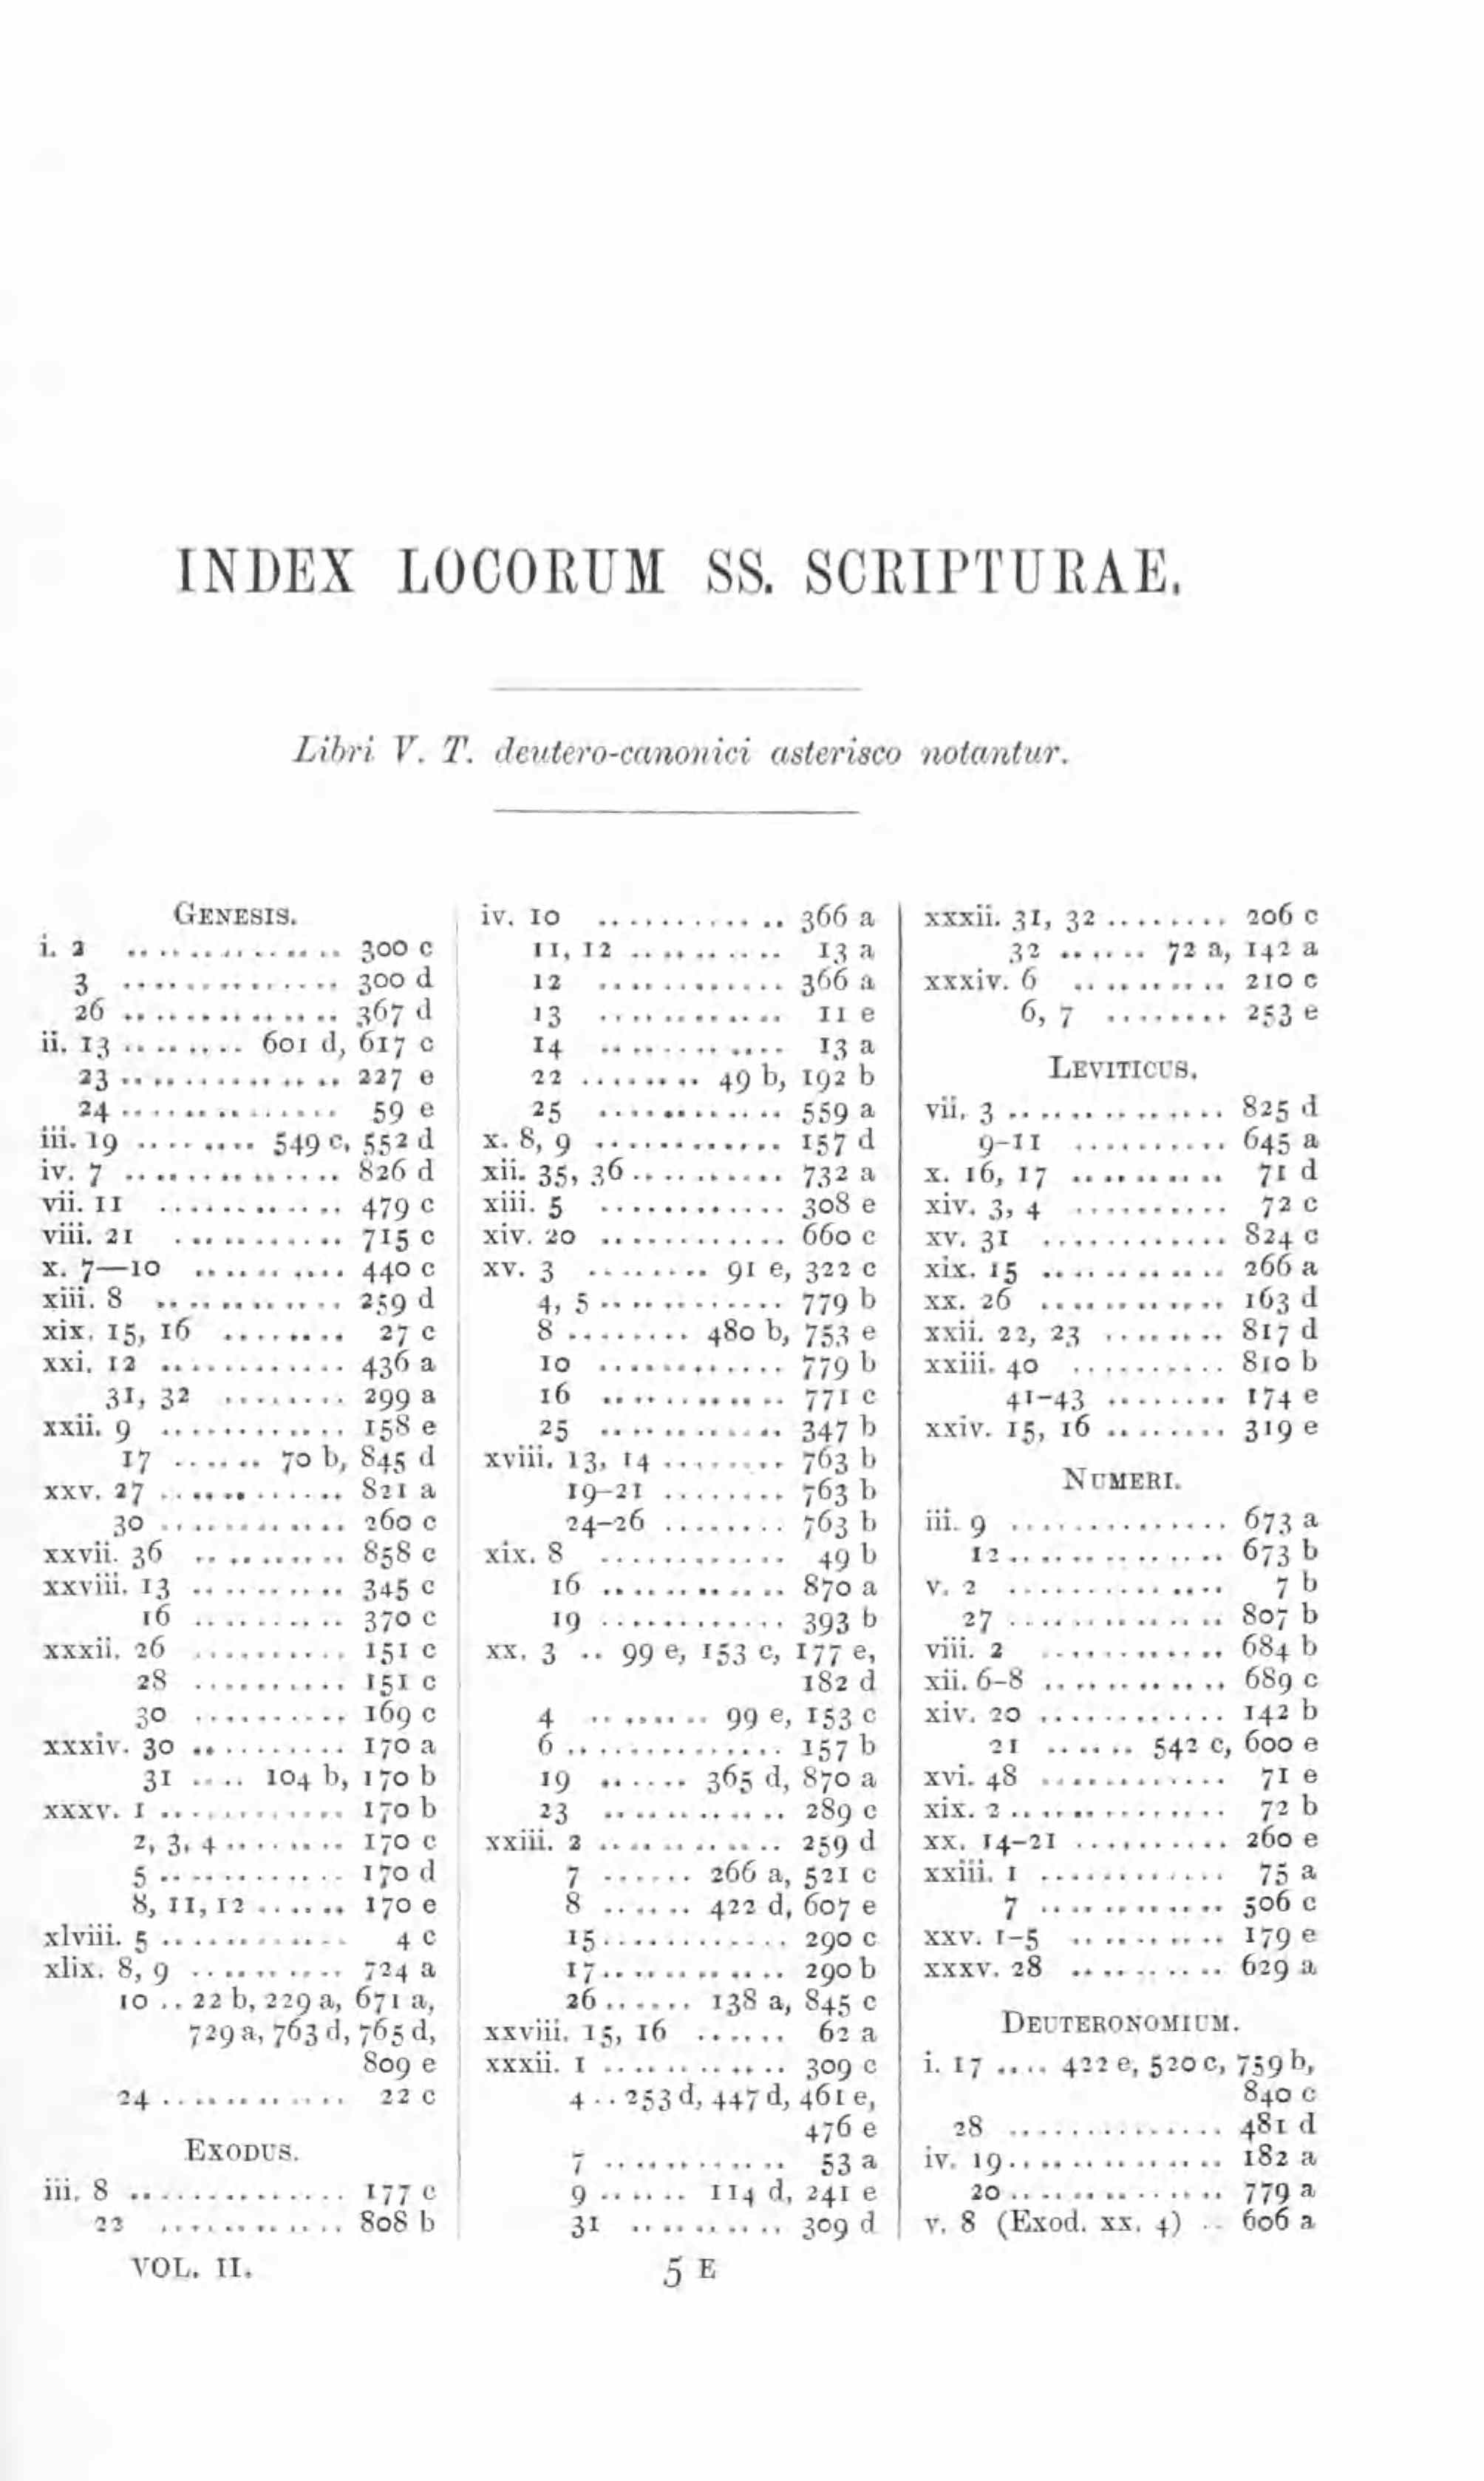 INDEX LOCORUM SS. SCRIPTURAE.
Libri V. T. deutero-canonici asterisco notantur.
GENESIS.
i. 2 .............. 300 c
3 .............. 300 d
26 .............. 367 d
ii. 13 ........ 601 d, 617 c
23 .............. 227 e
24 .............. 59 e
iii. 19 ........ 549 c, 552 d
iv. 7 .............. 826 d
vii. 11 ............ 479 c
viii. 21 ........... 715 c
x. 7—10 .......... 440 c
xiii. 8 ............ 259 d
xix. 15, 16 ........ 27 c
xxi. 12 ............ 436 a
31, 32 ........ 299 a
xxii. 9 ............ 158 e
17 ...... 70 b, 845 d
xxv. 27 ............ 821 a
30 ............ 260 c
xxvii. 36 .......... 858 c
xxviii. 13 .......... 345 c
16 .......... 370 c
xxxii. 26 .......... 151 c
28 .......... 151 c
30 .......... 169 c
xxxiv. 30 .......... 170 a
31 .... 104 b, 170 b
xxxv. 1 ............ 170 b
2, 3, 4 ........ 170 c
5 ............ 170 d
8, 11, 12 ...... 170 e
xlviii. 5 ............ 4 c
xlix. 8, 9 .......... 724 a
10 .. 22 b, 229 a, 671 a,
729 a, 763 d, 765 d,
809 e
24 ............ 22 c
EXODUS.
iii. 8 .............. 177 c
22 ............ 808 b
iv. 10 ............ 366 a
11, 12 .......... 13 a
12 ............ 366 a
13 ............ 11 e
14 ............ 13 a
22 ........ 49 b, 192 b
25 ............ 559 a
x. 8, 9 ............ 157 d
xii. 35, 36 .......... 732 a
xiii. 5 ............ 308 e
xiv. 20 ............ 660 c
xv. 3 ........ 91 e, 322 c
4, 5 ............ 779 b
8 ........ 480 b, 753 e
10 ............ 779 b
16 ............ 771 c
25 ............ 347 b
xviii. 13, 14 ........ 763 b
19–21 ........ 763 b
24–26 ........ 763 b
xix. 8 ............ 49 b
16 ............ 870 a
19 ............ 393 b
xx. 3 .. 99 e, 153 c, 177 e,
182 d
4 ........ 99 e, 153 c
6 .............. 157 b
19 ...... 365 d, 870 a
23 ............ 289 c
xxiii. 2 ............ 259 d
7 ...... 266 a, 521 c
8 ...... 422 d, 607 e
15 ............ 290 c
17 ............ 290 b
26 ...... 138 a, 845 c
xxviii. 15, 16 ...... 62 a
xxxii. 1 ............ 309 c
4 .. 253 d, 447 d, 461 e,
476 e
7 ............ 53 a
9 ...... 114 d, 241 e
31 .......... 309 d
xxxii. 31, 32 ........ 206 c
32 ...... 72 a, 142 a
xxxiv. 6 .......... 210 c
6, 7 ........ 253 e
LEVITICUS.
vii. 3 .............. 825 d
9–11 .......... 645 a
x. 16, 17 .......... 71 d
xiv. 3, 4 .......... 72 c
xv. 31 ............ 824 c
xix. 15 ............ 266 a
xx. 26 ............ 163 d
xxii. 22, 23 ........ 817 d
xxiii. 40 .......... 810 b
41–43 ........ 174 e
xxiv. 15, 16 ........ 319 e
NUMERI.
iii. 9 .............. 673 a
12 .............. 673 b
v. 2 .............. 7 b
27 .............. 807 b
viii. 2 ............ 684 b
xii. 6–8 ............ 689 c
xiv. 20 ............ 142 b
21 ...... 542 c, 600 e
xvi. 48 ............ 71 e
xix. 2 .............. 72 b
xx. 14–21 .......... 260 e
xxiii. 1 ............ 75 a
7 ............ 506 c
xxv. 1–5 .......... 179 e
xxxv. 28 .......... 629 a
DEUTERONOMIUM.
i. 17 .... 422 e, 520 c, 759 b,
840 c
28 .............. 481 d
iv. 19 .............. 182 a
20 .............. 779 a
v. 8 (Exod. xx. 4) .. 606 a
VOL. II.
5 E